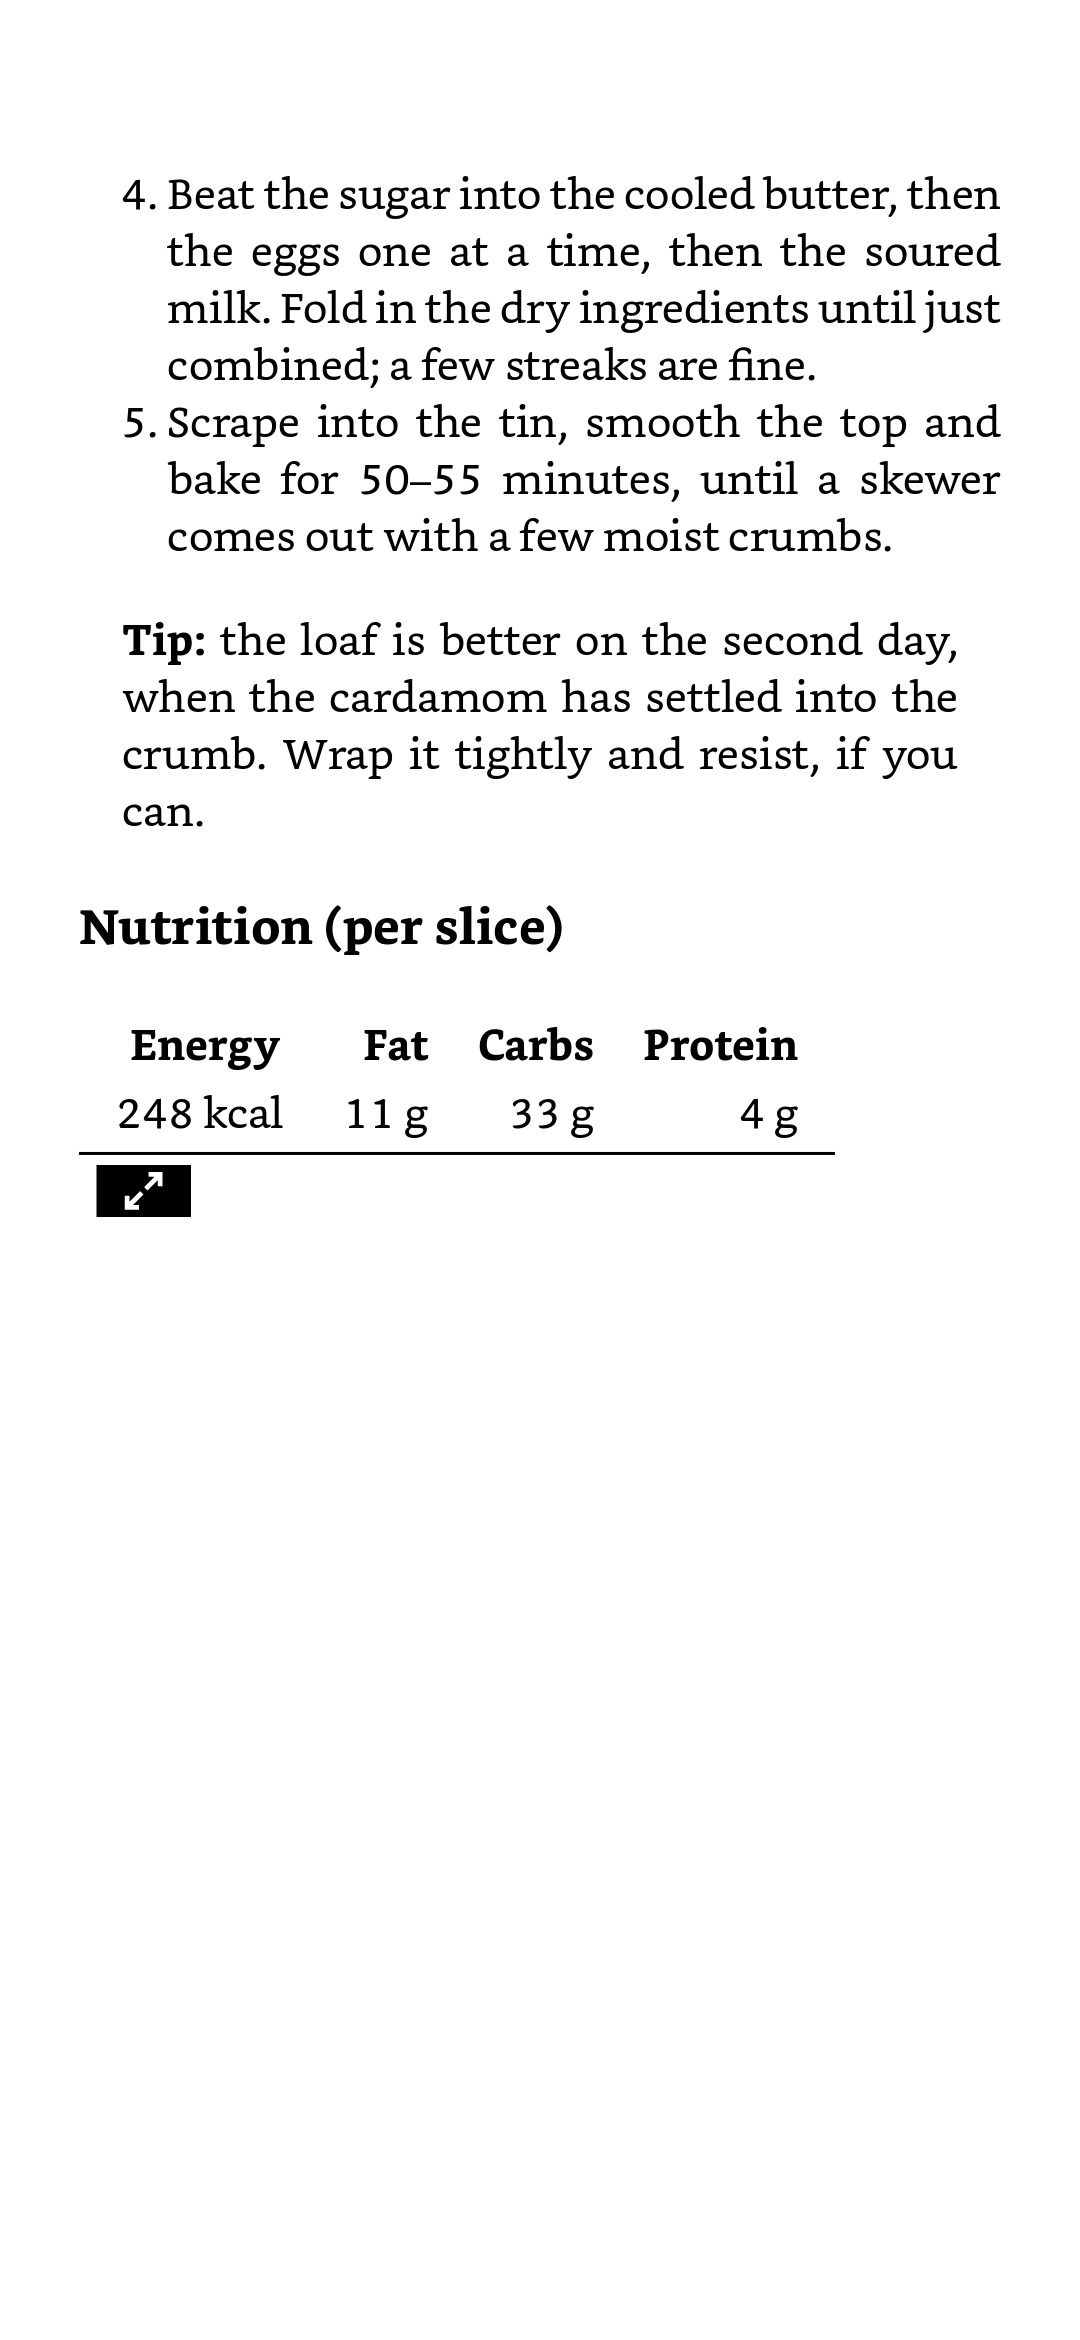 4. Beat the sugar into the cooled butter, then
the eggs one at a time, then the soured
milk. Fold in the dry ingredients until just
combined; a few streaks are fine.
5. Scrape into the tin, smooth the top and
bake for 50–55 minutes, until a skewer
comes out with a few moist crumbs.
Tip: the loaf is better on the second day,
when the cardamom has settled into the
crumb. Wrap it tightly and resist, if you
can.
Nutrition (per slice)
Energy Fat Carbs Protein
248 kcal 11 g 33 g 4 g